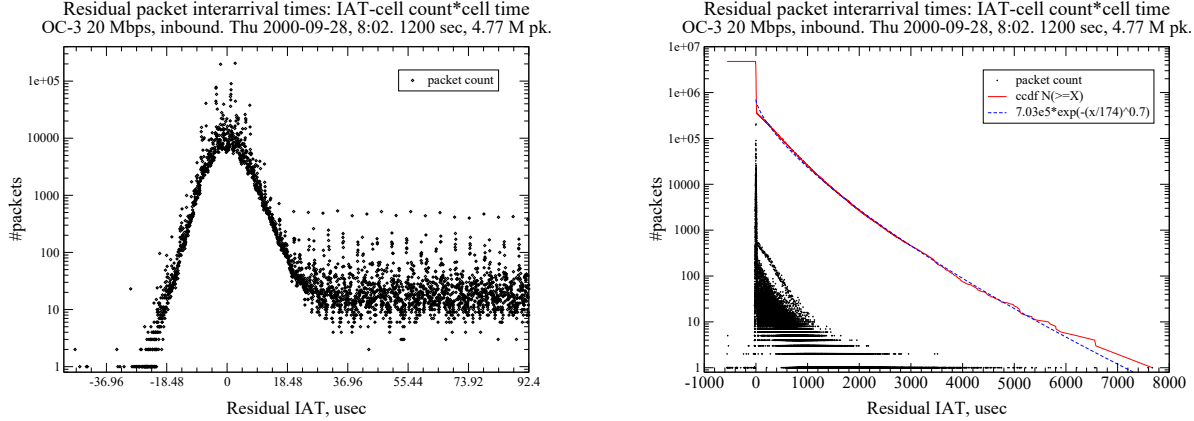 Residual packet interarrival times: IAT-cell count*cell time
OC-3 20 Mbps, inbound. Thu 2000-09-28, 8:02. 1200 sec, 4.77 M pk.
packet count
1e+05
10000
1000
100
10
1
#packets
-36.96 -18.48 0 18.48 36.96 55.44 73.92 92.4
Residual IAT, usec
Residual packet interarrival times: IAT-cell count*cell time
OC-3 20 Mbps, inbound. Thu 2000-09-28, 8:02. 1200 sec, 4.77 M pk.
packet count
ccdf N(>=X)
7.03e5*exp(-(x/174)^0.7)
1e+07
1e+06
1e+05
10000
1000
100
10
1
#packets
-1000 0 1000 2000 3000 4000 5000 6000 7000 8000
Residual IAT, usec